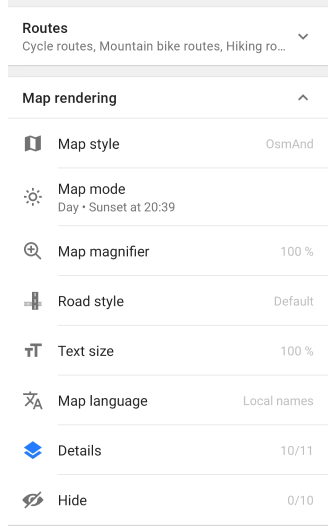 Routes
Cycle routes, Mountain bike routes, Hiking ro...
Map rendering
Map style OsmAnd
Map mode
Day • Sunset at 20:39
Map magnifier 100 %
Road style Default
Text size 100 %
Map language Local names
Details 10/11
Hide 0/10